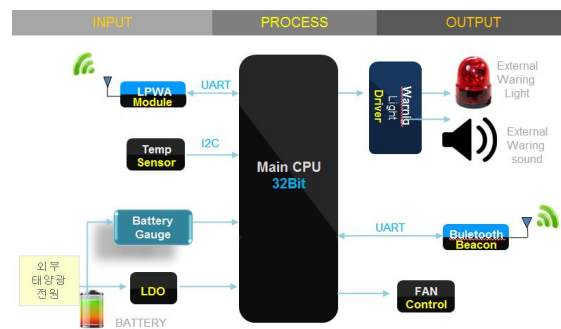 INPUT
PROCESS
OUTPUT
LPWA
Module
UART
Temp
Sensor
I2C
Battery
Gauge
외부
태양광
전원
LDO
BATTERY
Main CPU
32Bit
Warnig
Light
Driver
External
Waring
Light
External
Waring
sound
UART
Buletooth
Beacon
FAN
Control